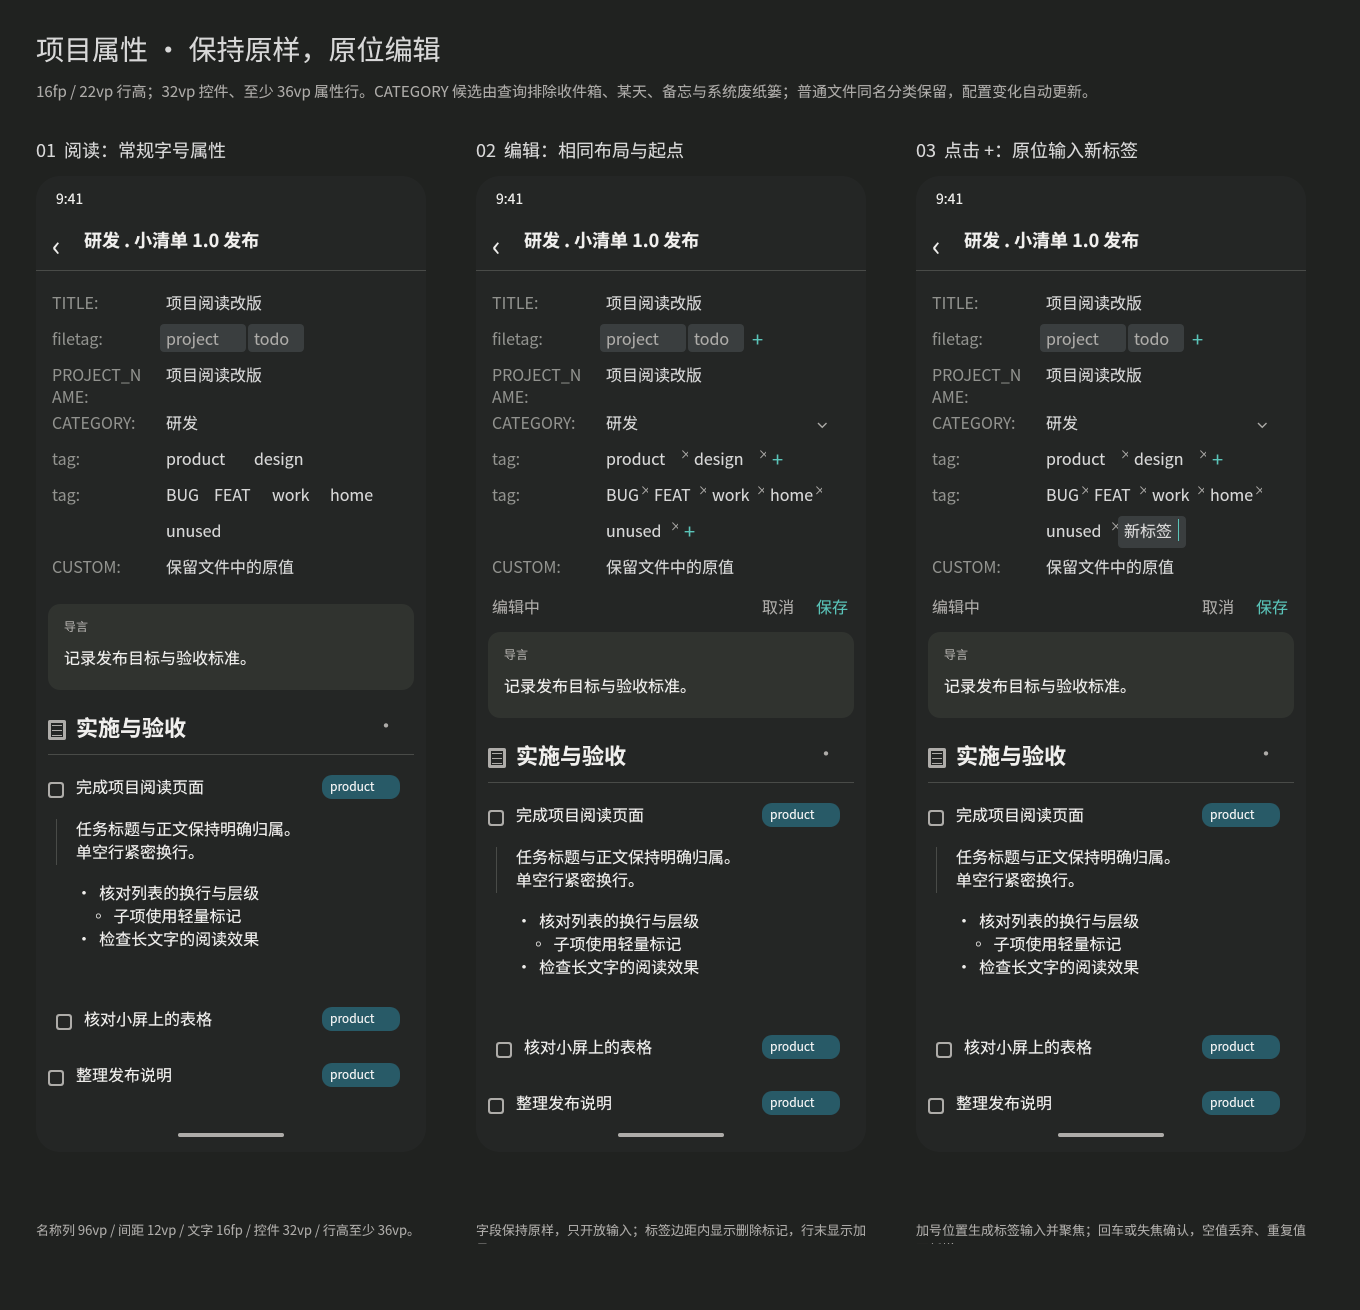 项目属性 · 保持原样，原位编辑
16fp / 22vp 行高；32vp 控件、至少 36vp 属性行。CATEGORY 候选由查询排除收件箱、某天、备忘与系统废纸篓；普通文件同名分类保留，配置变化自动更新。
01 阅读：常规字号属性
9:41
研发 . 小清单 1.0 发布
TITLE: 项目阅读改版
filetag: project todo
PROJECT_N 项目阅读改版
AME:
CATEGORY: 研发
tag: product design
tag: BUG FEAT work home
unused
CUSTOM: 保留文件中的原值
导言
记录发布目标与验收标准。
实施与验收
完成项目阅读页面 product
任务标题与正文保持明确归属。
单空行紧密换行。
• 核对列表的换行与层级
◦ 子项使用轻量标记
• 检查长文字的阅读效果
核对小屏上的表格 product
整理发布说明 product
名称列 96vp / 间距 12vp / 文字 16fp / 控件 32vp / 行高至少 36vp。
02 编辑：相同布局与起点
9:41
研发 . 小清单 1.0 发布
TITLE: 项目阅读改版
filetag: project todo +
PROJECT_N 项目阅读改版
AME:
CATEGORY: 研发
tag: product × design × +
tag: BUG × FEAT × work × home ×
unused × +
CUSTOM: 保留文件中的原值
编辑中 取消 保存
导言
记录发布目标与验收标准。
实施与验收
完成项目阅读页面 product
任务标题与正文保持明确归属。
单空行紧密换行。
• 核对列表的换行与层级
◦ 子项使用轻量标记
• 检查长文字的阅读效果
核对小屏上的表格 product
整理发布说明 product
字段保持原样，只开放输入；标签边距内显示删除标记，行末显示加
03 点击 +：原位输入新标签
9:41
研发 . 小清单 1.0 发布
TITLE: 项目阅读改版
filetag: project todo +
PROJECT_N 项目阅读改版
AME:
CATEGORY: 研发
tag: product × design × +
tag: BUG × FEAT × work × home ×
unused × 新标签
CUSTOM: 保留文件中的原值
编辑中 取消 保存
导言
记录发布目标与验收标准。
实施与验收
完成项目阅读页面 product
任务标题与正文保持明确归属。
单空行紧密换行。
• 核对列表的换行与层级
◦ 子项使用轻量标记
• 检查长文字的阅读效果
核对小屏上的表格 product
整理发布说明 product
加号位置生成标签输入并聚焦；回车或失焦确认，空值丢弃、重复值